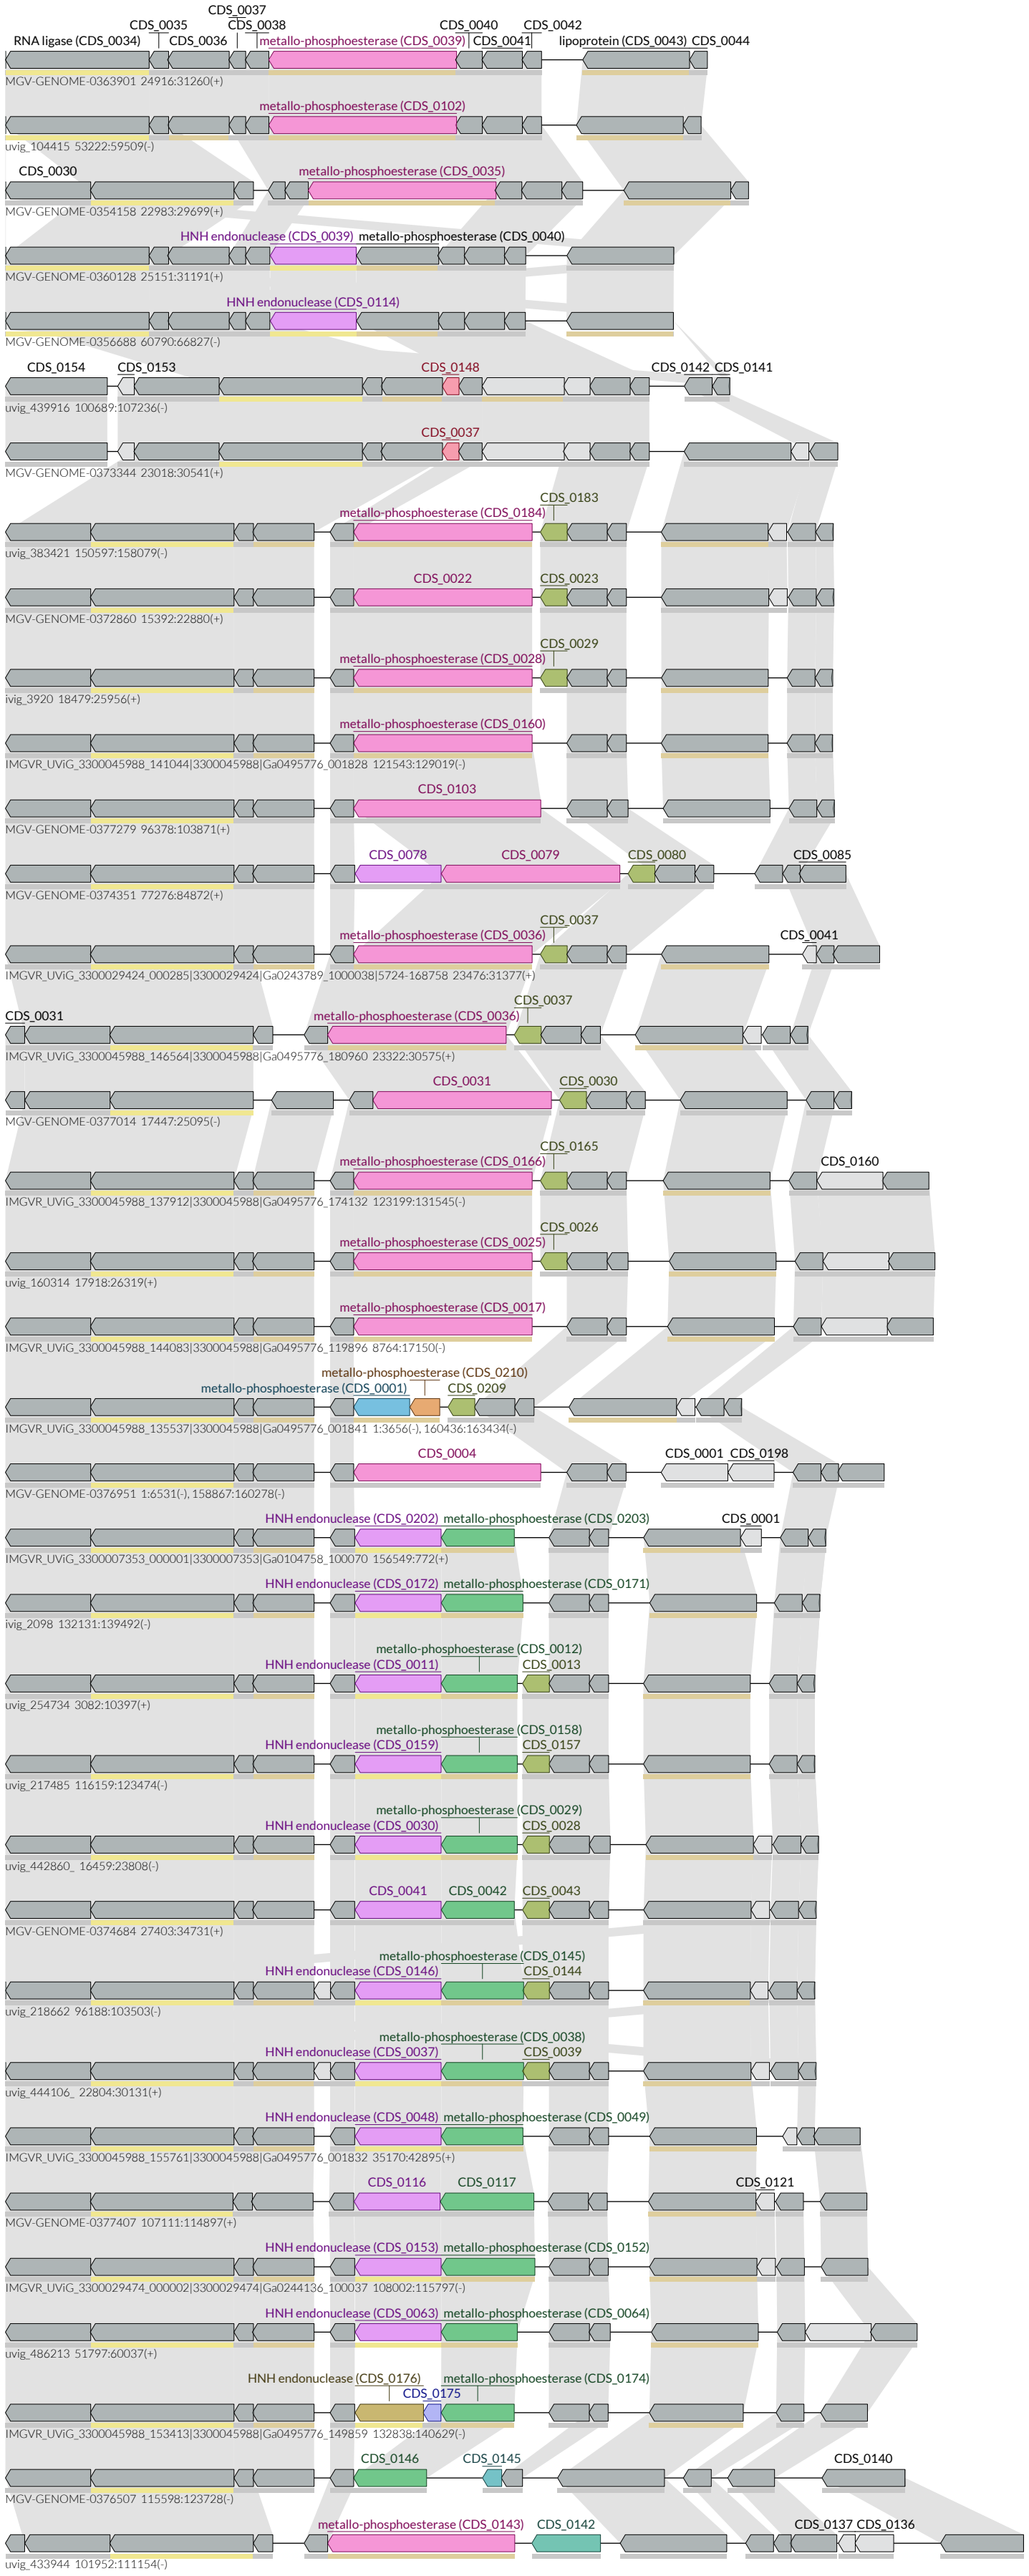 CDS_0037
CDS_0035 CDS_0038 CDS_0040 CDS_0042
RNA ligase (CDS_0034) CDS_0036 metallo-phosphoesterase (CDS_0039) CDS_0041 lipoprotein (CDS_0043) CDS_0044
MGV-GENOME-0363901 24916:31260(+)
metallo-phosphoesterase (CDS_0102)
uvig_104415 53222:59509(-)
CDS_0030 metallo-phosphoesterase (CDS_0035)
MGV-GENOME-0354158 22983:29699(+)
HNH endonuclease (CDS_0039) metallo-phosphoesterase (CDS_0040)
MGV-GENOME-0360128 25151:31191(+)
HNH endonuclease (CDS_0114)
MGV-GENOME-0356688 60790:66827(-)
CDS_0154 CDS_0153 CDS_0148 CDS_0142 CDS_0141
uvig_439916 100689:107236(-)
CDS_0037
MGV-GENOME-0373344 23018:30541(+)
CDS_0183
metallo-phosphoesterase (CDS_0184)
uvig_383421 150597:158079(-)
CDS_0022 CDS_0023
MGV-GENOME-0372860 15392:22880(+)
CDS_0029
metallo-phosphoesterase (CDS_0028)
ivig_3920 18479:25956(+)
metallo-phosphoesterase (CDS_0160)
IMGVR_UViG_3300045988_141044|3300045988|Ga0495776_001828 121543:129019(-)
CDS_0103
MGV-GENOME-0377279 96378:103871(+)
CDS_0078 CDS_0079 CDS_0080 CDS_0085
MGV-GENOME-0374351 77276:84872(+)
CDS_0037
metallo-phosphoesterase (CDS_0036) CDS_0041
IMGVR_UViG_3300029424_000285|3300029424|Ga0243789_1000038|5724-168758 23476:31377(+)
CDS_0037
CDS_0031 metallo-phosphoesterase (CDS_0036)
IMGVR_UViG_3300045988_146564|3300045988|Ga0495776_180960 23322:30575(+)
CDS_0031 CDS_0030
MGV-GENOME-0377014 17447:25095(-)
CDS_0165
metallo-phosphoesterase (CDS_0166) CDS_0160
IMGVR_UViG_3300045988_137912|3300045988|Ga0495776_174132 123199:131545(-)
CDS_0026
metallo-phosphoesterase (CDS_0025)
uvig_160314 17918:26319(+)
metallo-phosphoesterase (CDS_0017)
IMGVR_UViG_3300045988_144083|3300045988|Ga0495776_119896 8764:17150(-)
metallo-phosphoesterase (CDS_0210)
metallo-phosphoesterase (CDS_0001) CDS_0209
IMGVR_UViG_3300045988_135537|3300045988|Ga0495776_001841 1:3656(-), 160436:163434(-)
CDS_0004 CDS_0001 CDS_0198
MGV-GENOME-0376951 1:6531(-), 158867:160278(-)
HNH endonuclease (CDS_0202) metallo-phosphoesterase (CDS_0203) CDS_0001
IMGVR_UViG_3300007353_000001|3300007353|Ga0104758_100070 156549:772(+)
HNH endonuclease (CDS_0172) metallo-phosphoesterase (CDS_0171)
ivig_2098 132131:139492(-)
metallo-phosphoesterase (CDS_0012)
HNH endonuclease (CDS_0011) CDS_0013
uvig_254734 3082:10397(+)
metallo-phosphoesterase (CDS_0158)
HNH endonuclease (CDS_0159) CDS_0157
uvig_217485 116159:123474(-)
metallo-phosphoesterase (CDS_0029)
HNH endonuclease (CDS_0030) CDS_0028
uvig_442860_ 16459:23808(-)
CDS_0041 CDS_0042 CDS_0043
MGV-GENOME-0374684 27403:34731(+)
metallo-phosphoesterase (CDS_0145)
HNH endonuclease (CDS_0146) CDS_0144
uvig_218662 96188:103503(-)
metallo-phosphoesterase (CDS_0038)
HNH endonuclease (CDS_0037) CDS_0039
uvig_444106_ 22804:30131(+)
HNH endonuclease (CDS_0048) metallo-phosphoesterase (CDS_0049)
IMGVR_UViG_3300045988_155761|3300045988|Ga0495776_001832 35170:42895(+)
CDS_0116 CDS_0117 CDS_0121
MGV-GENOME-0377407 107111:114897(+)
HNH endonuclease (CDS_0153) metallo-phosphoesterase (CDS_0152)
IMGVR_UViG_3300029474_000002|3300029474|Ga0244136_100037 108002:115797(-)
HNH endonuclease (CDS_0063) metallo-phosphoesterase (CDS_0064)
uvig_486213 51797:60037(+)
HNH endonuclease (CDS_0176) metallo-phosphoesterase (CDS_0174)
CDS_0175
IMGVR_UViG_3300045988_153413|3300045988|Ga0495776_149859 132838:140629(-)
CDS_0146 CDS_0145 CDS_0140
MGV-GENOME-0376507 115598:123728(-)
metallo-phosphoesterase (CDS_0143) CDS_0142 CDS_0137 CDS_0136
uvig_433944 101952:111154(-)